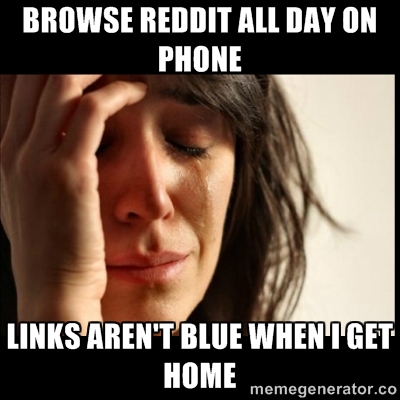 BROWSE REDDIT ALL DAY ON
PHONE
LINKS AREN'T BLUE WHEN I GET
HOME
memegenerator.co